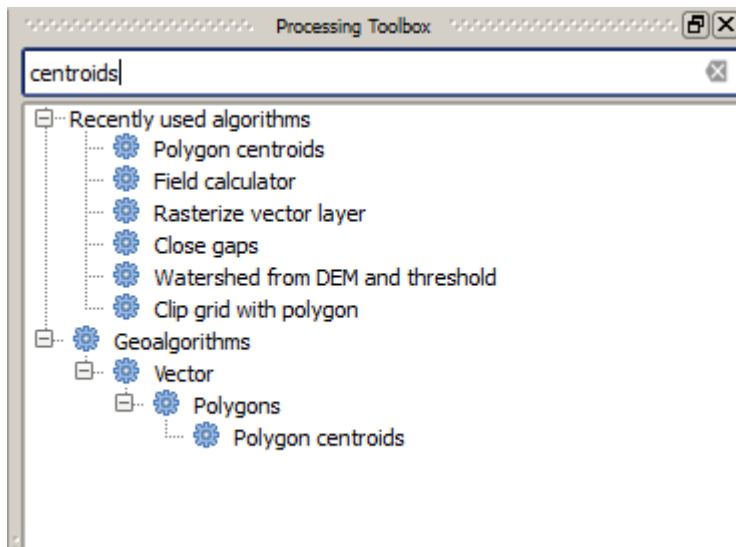 Processing Toolbox
centroids
Recently used algorithms
Polygon centroids
Field calculator
Rasterize vector layer
Close gaps
Watershed from DEM and threshold
Clip grid with polygon
Geoalgorithms
Vector
Polygons
Polygon centroids